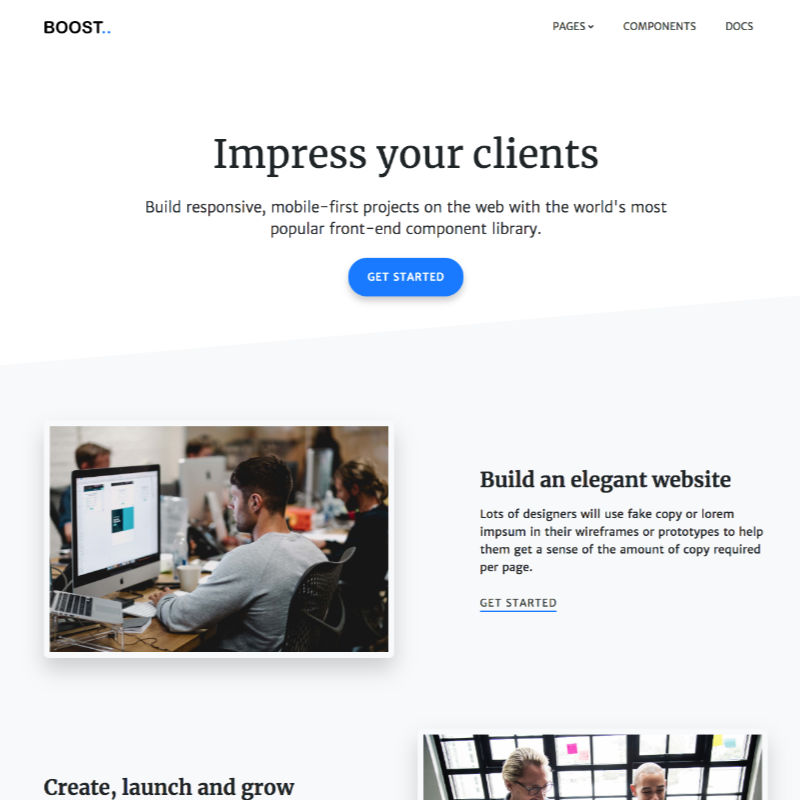 BOOST..
PAGES
COMPONENTS
DOCS
Impress your clients
Build responsive, mobile-first projects on the web with the world's most
popular front-end component library.
GET STARTED
Build an elegant website
Lots of designers will use fake copy or lorem
impsum in their wireframes or prototypes to help
them get a sense of the amount of copy required
per page.
GET STARTED
Create, launch and grow